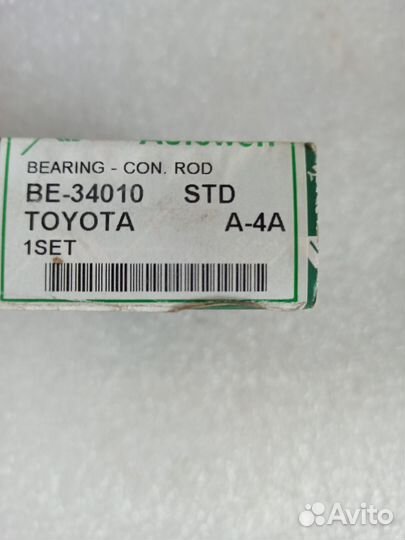 BEARING - CON. ROD
BE-34010 STD
TOYOTA A-4A
1SET
Avito